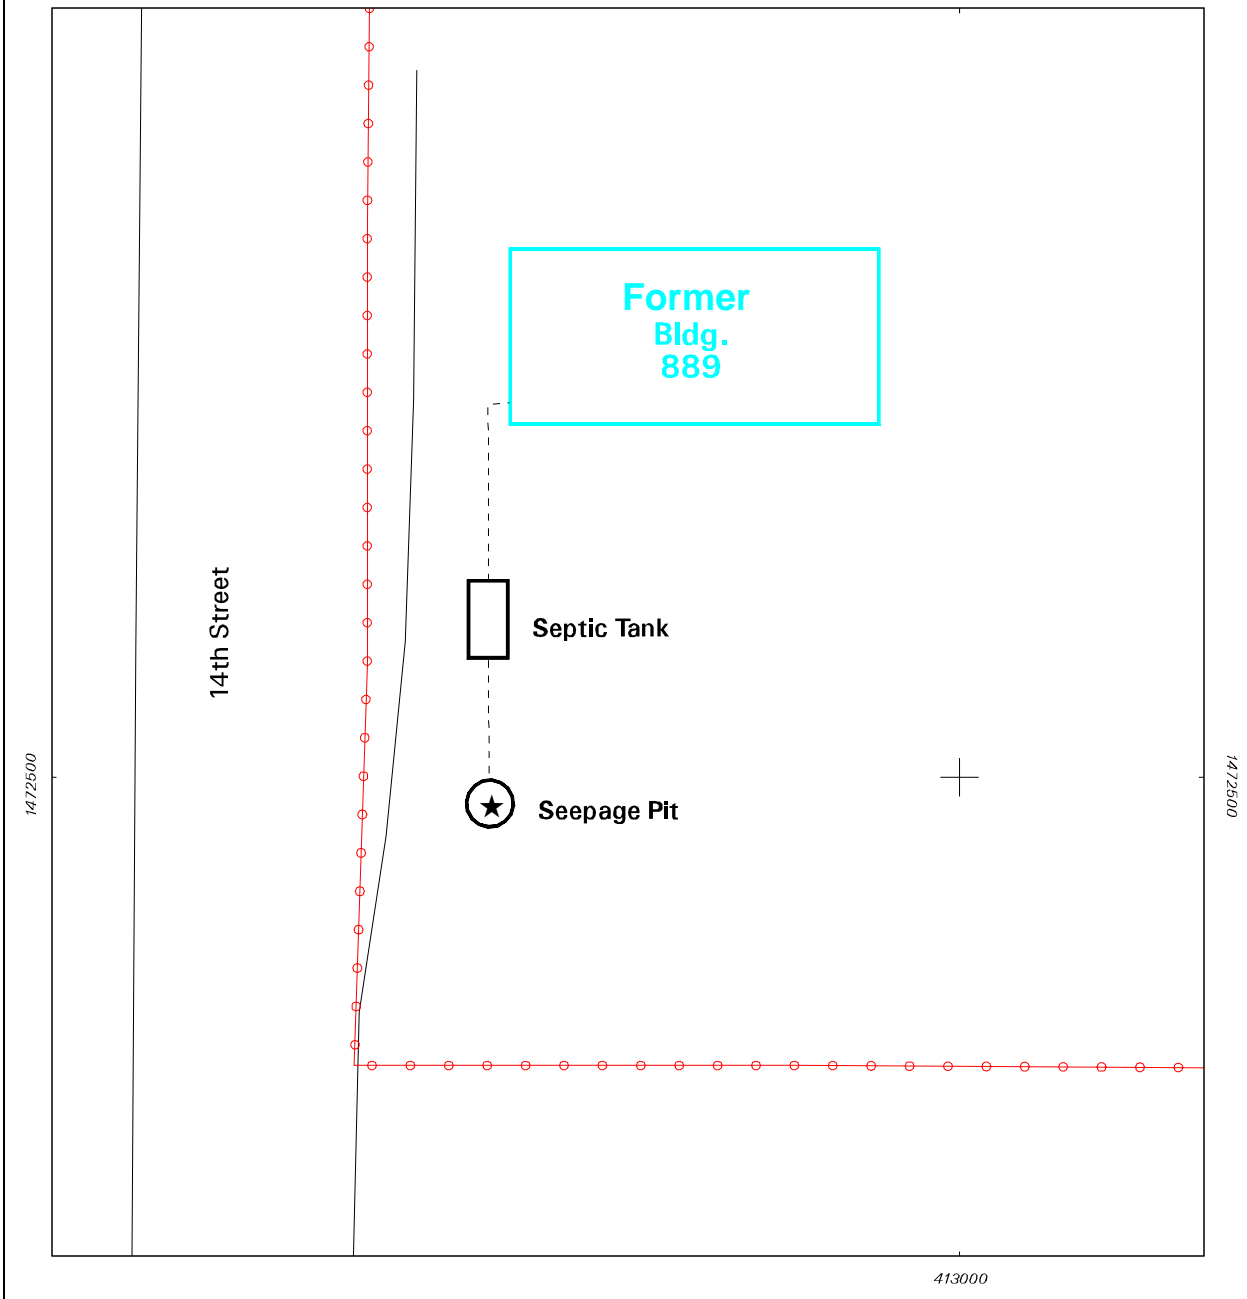 Former
Bldg.
889
14th Street
Septic Tank
1472500
1472500
Seepage Pit
413000